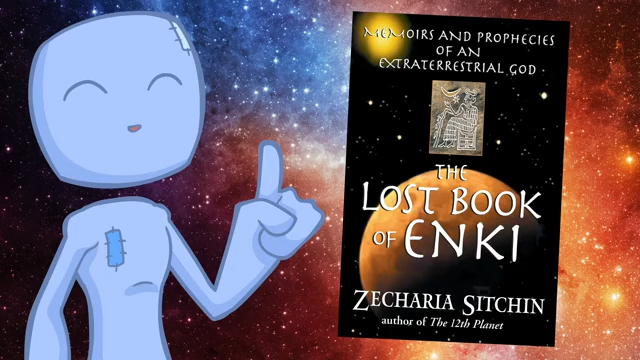 MEMOIRS AND PROPHECIES
OF AN
EXTRATERRESTRIAL GOD
THE
LOST BOOK
OF ENKI
ZECHARIA SITCHIN
author of The 12th Planet